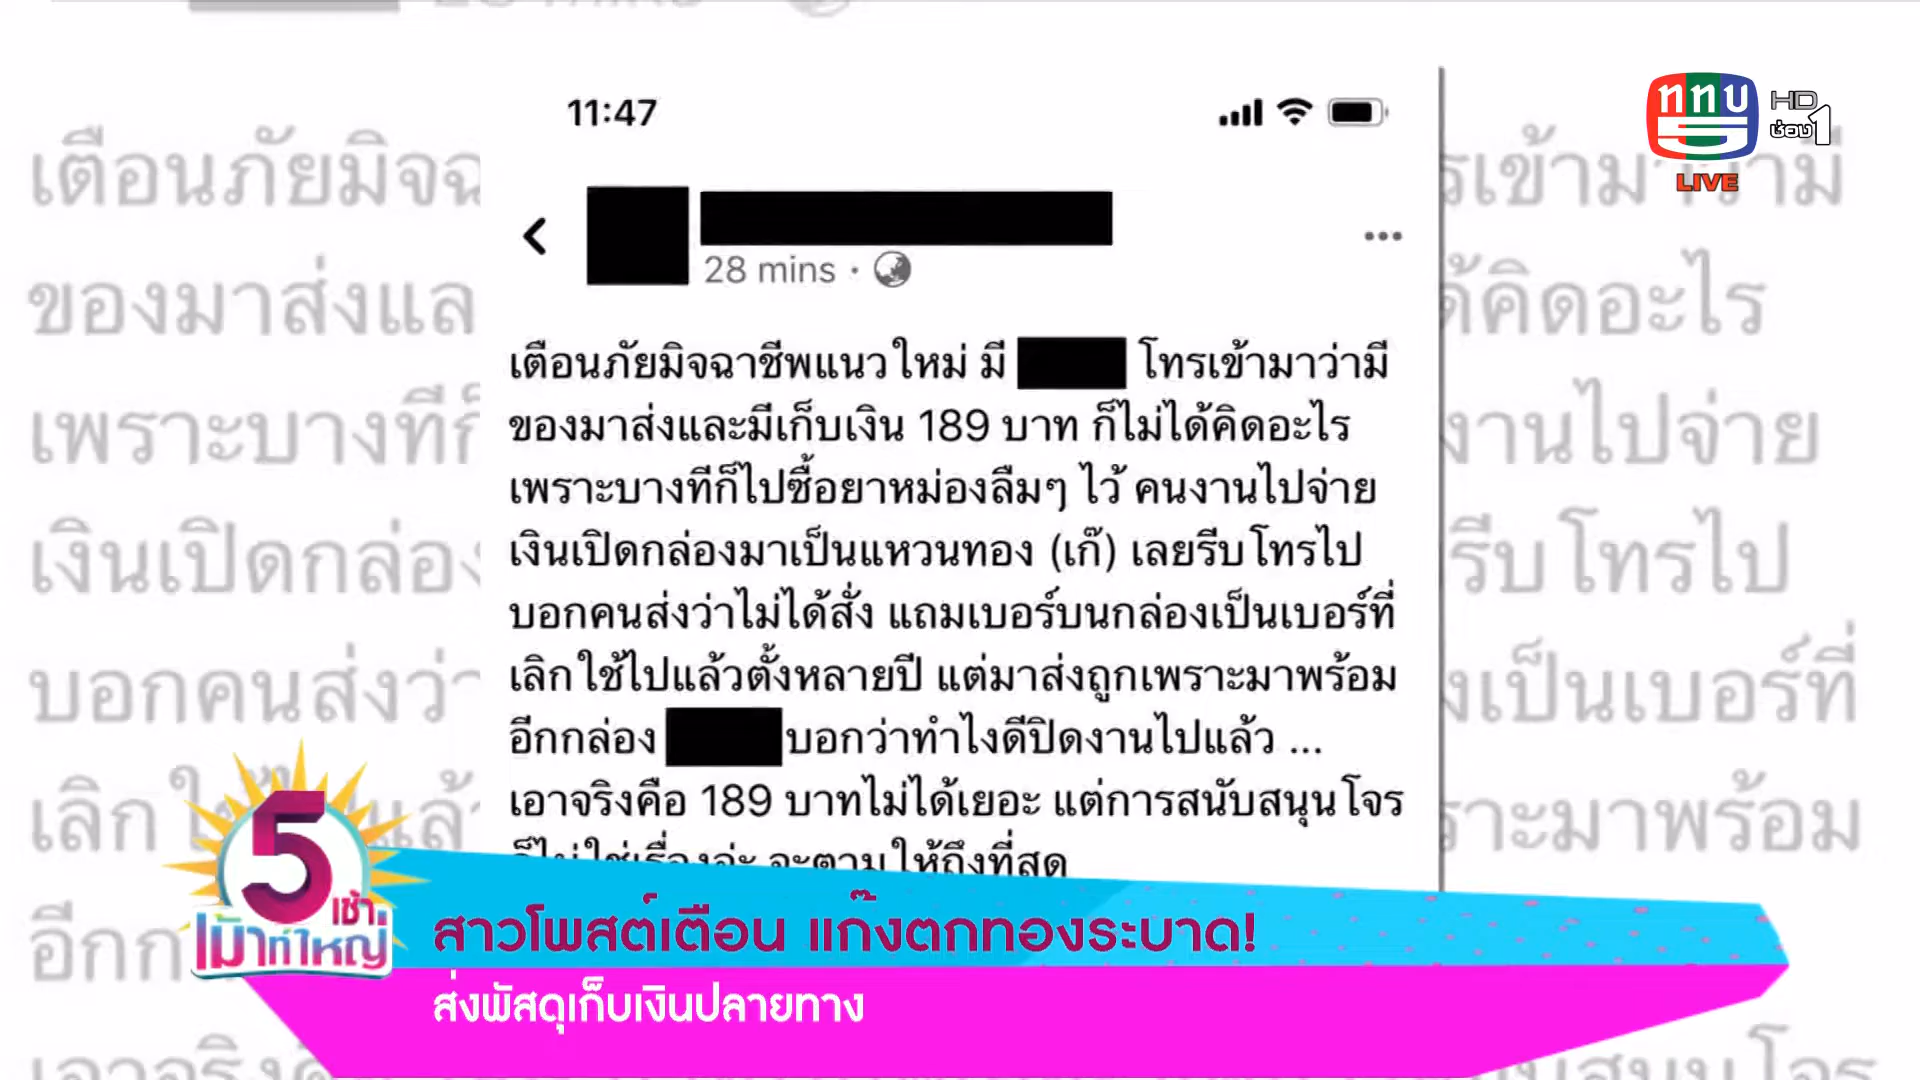 11:47
ททบ
5
HD
ช่อง1
LIVE
28 mins
เตือนภัยมิจฉาชีพแนวใหม่ มี โทรเข้ามาว่ามี
ของมาส่งและมีเก็บเงิน 189 บาท ก็ไม่ได้คิดอะไร
เพราะบางทีก็ไปซื้อยาหม่องลืมๆ ไว้ คนงานไปจ่าย
เงินเปิดกล่องมาเป็นแหวนทอง (เก๊) เลยรีบโทรไป
บอกคนส่งว่าไม่ได้สั่ง แถมเบอร์บนกล่องเป็นเบอร์ที่
เลิกใช้ไปแล้วตั้งหลายปี แต่มาส่งถูกเพราะมาพร้อม
อีกกล่อง บอกว่าทำไงดีปิดงานไปแล้ว ...
เอาจริงคือ 189 บาทไม่ได้เยอะ แต่การสนับสนุนโจร
ก็ไม่ใช่เรื่องอ่ะ จะตามให้ถึงที่สุด
5
เช้า
เม้าท์ใหญ่
สาวโพสต์เตือน แก๊งตกทองระบาด!
ส่งพัสดุเก็บเงินปลายทาง